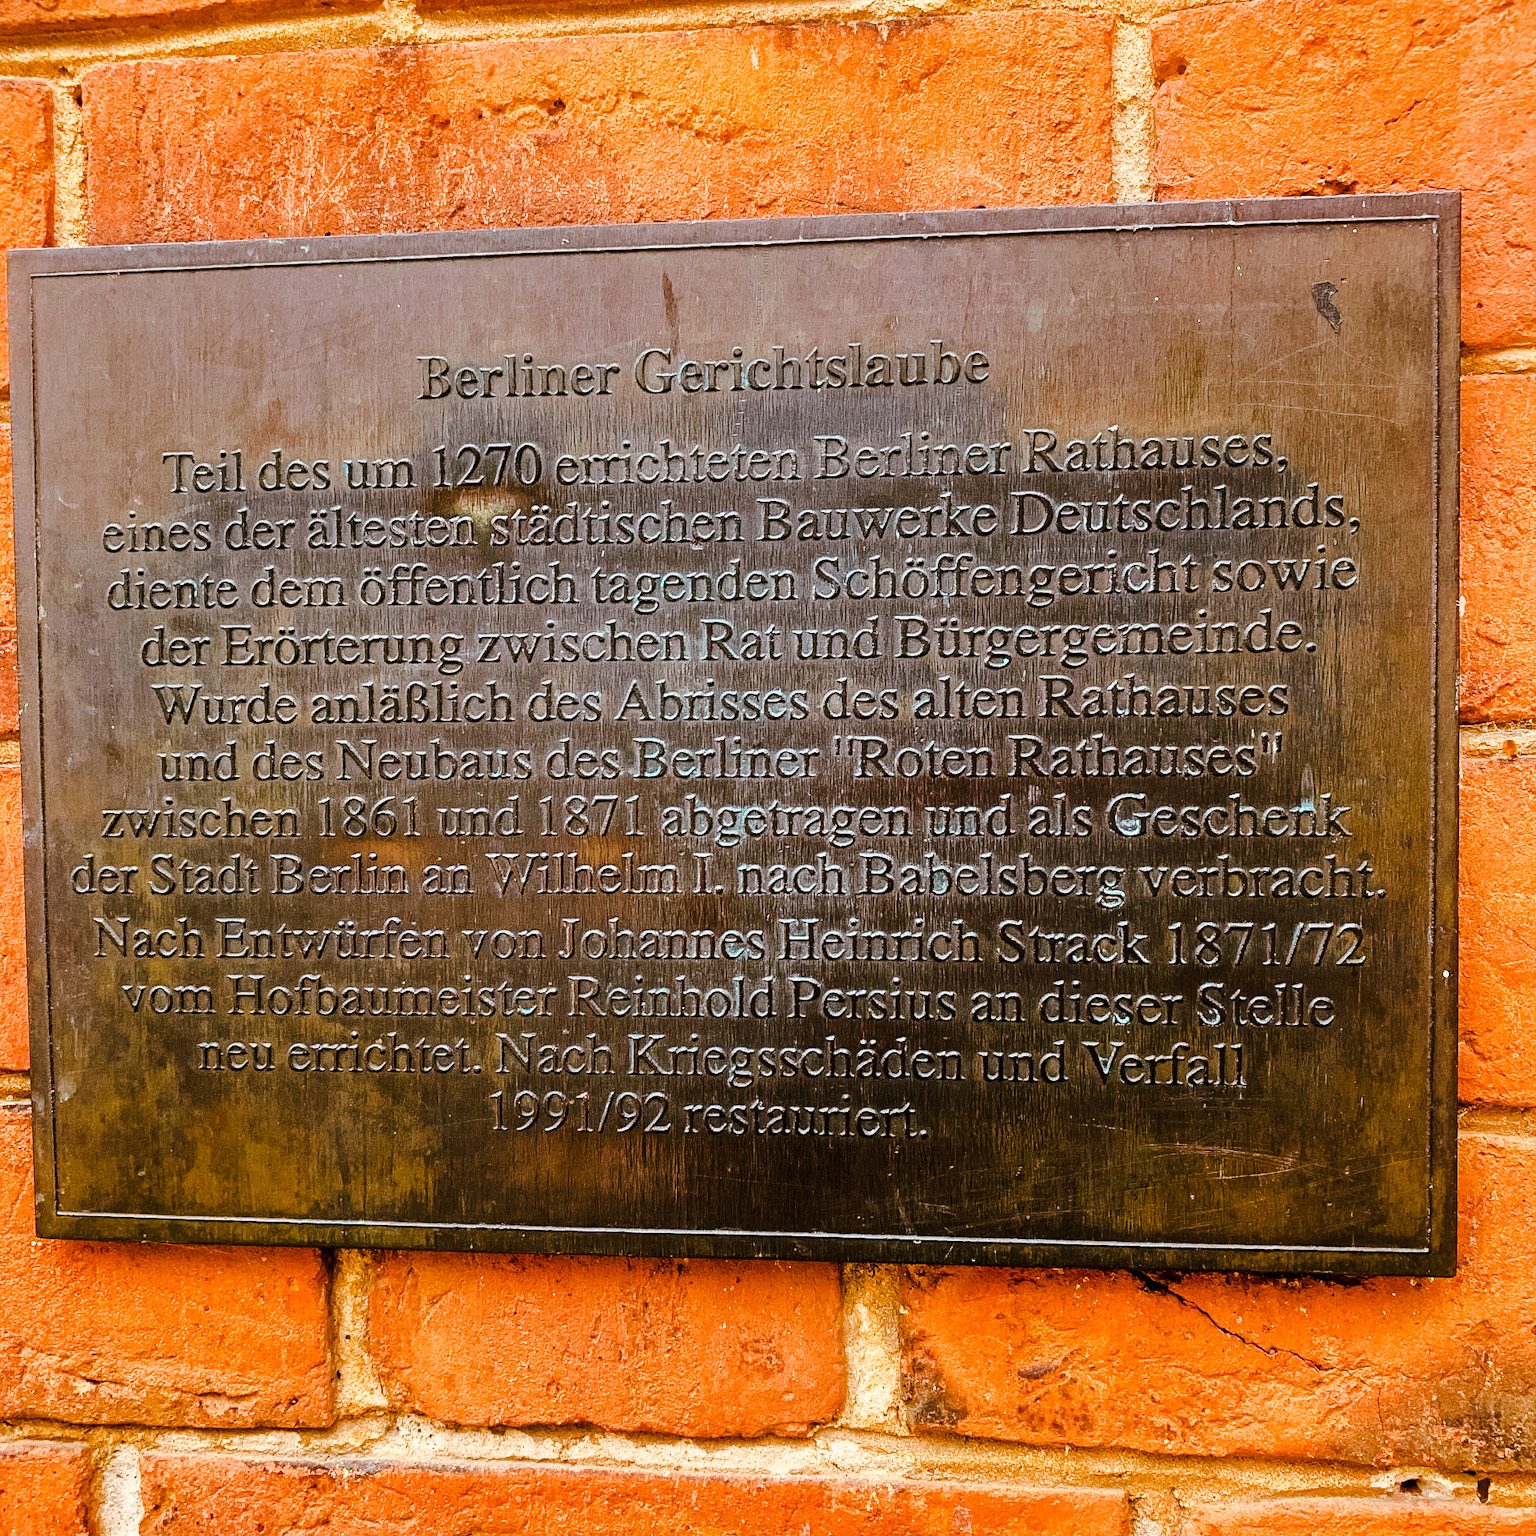 Berliner Gerichtslaube
Teil des um 1270 errichteten Berliner Rathauses,
eines der ältesten städtischen Bauwerke Deutschlands,
diente dem öffentlich tagenden Schöffengericht sowie
der Erörterung zwischen Rat und Bürgergemeinde.
Wurde anläßlich des Abrisses des alten Rathauses
und des Neubaus des Berliner "Roten Rathauses"
zwischen 1861 und 1871 abgetragen und als Geschenk
der Stadt Berlin an Wilhelm I. nach Babelsberg verbracht.
Nach Entwürfen von Johannes Heinrich Strack 1871/72
vom Hofbaumeister Reinhold Persius an dieser Stelle
neu errichtet. Nach Kriegsschäden und Verfall
1991/92 restauriert.